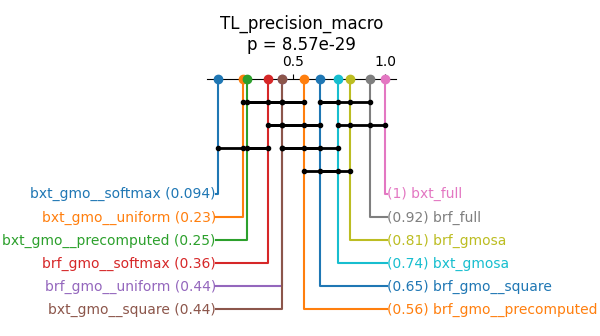 TL_precision_macro
p = 8.57e-29
0.5 1.0
bxt_gmo__softmax (0.094) (1) bxt_full
bxt_gmo__uniform (0.23) (0.92) brf_full
bxt_gmo__precomputed (0.25) (0.81) brf_gmosa
brf_gmo__softmax (0.36) (0.74) bxt_gmosa
brf_gmo__uniform (0.44) (0.65) brf_gmo__square
bxt_gmo__square (0.44) (0.56) brf_gmo__precomputed